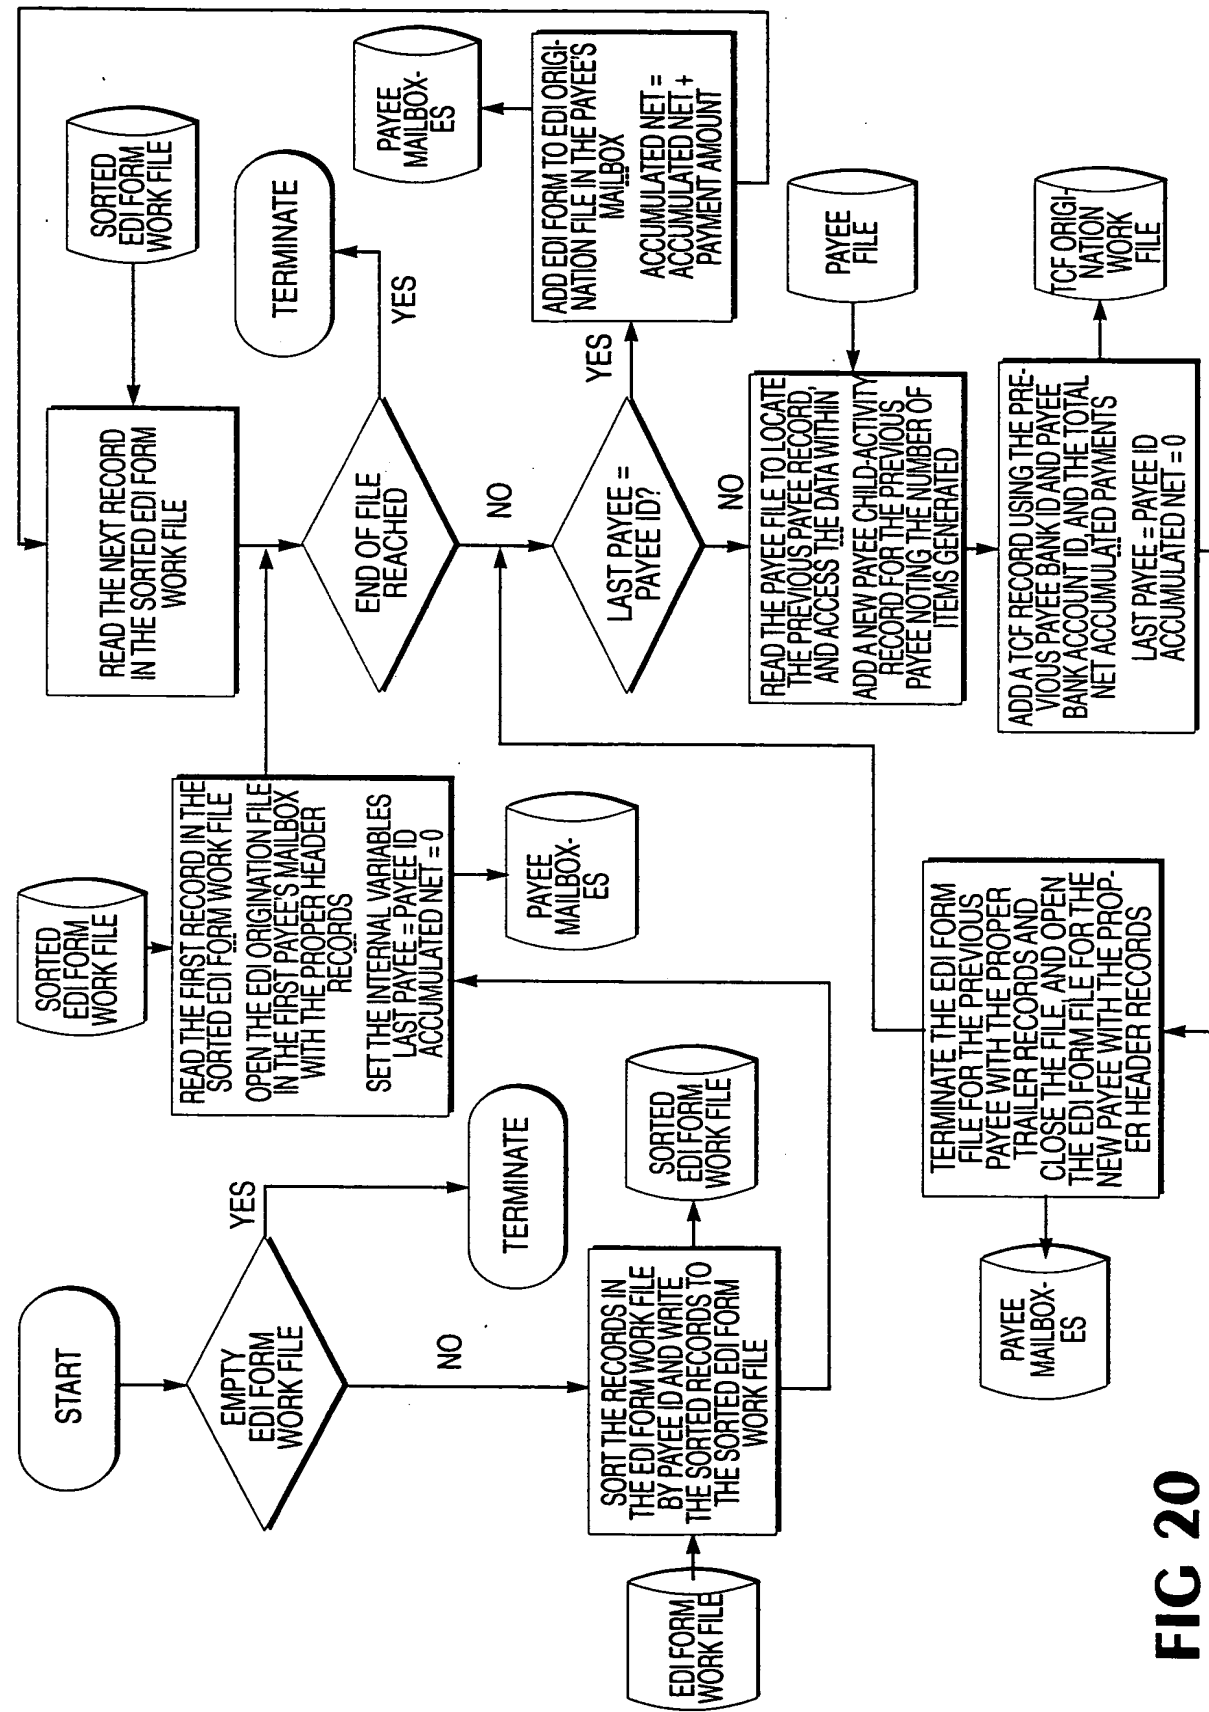 START
EMPTY
EDI FORM
WORK FILE
YES
TERMINATE
NO
EDI FORM
WORK FILE
SORT THE RECORDS IN
THE EDI FORM WORK FILE
BY PAYEE ID AND WRITE
THE SORTED RECORDS TO
THE SORTED EDI FORM
WORK FILE
SORTED
EDI FORM
WORK FILE
SORTED
EDI FORM
WORK FILE
READ THE FIRST RECORD IN THE
SORTED EDI FORM WORK FILE
OPEN THE EDI ORIGINATION FILE
IN THE FIRST PAYEE'S MAILBOX
WITH THE PROPER HEADER
RECORDS
SET THE INTERNAL VARIABLES
LAST PAYEE = PAYEE ID
ACCUMULATED NET = 0
PAYEE
MAILBOX-
ES
SORTED
EDI FORM
WORK FILE
READ THE NEXT RECORD
IN THE SORTED EDI FORM
WORK FILE
END OF FILE
REACHED
YES
TERMINATE
NO
LAST PAYEE =
PAYEE ID?
YES
ADD EDI FORM TO EDI ORIGI-
NATION FILE IN THE PAYEE'S
MAILBOX
ACCUMULATED NET =
ACCUMULATED NET +
PAYMENT AMOUNT
PAYEE
MAILBOX-
ES
NO
READ THE PAYEE FILE TO LOCATE
THE PREVIOUS PAYEE RECORD,
AND ACCESS THE DATA WITHIN
ADD A NEW PAYEE CHILD-ACTIVITY
RECORD FOR THE PREVIOUS
PAYEE NOTING THE NUMBER OF
ITEMS GENERATED
PAYEE
FILE
ADD A TCF RECORD USING THE PRE-
VIOUS PAYEE BANK ID AND PAYEE
BANK ACCOUNT ID, AND THE TOTAL
NET ACCUMULATED PAYMENTS
LAST PAYEE = PAYEE ID
ACCUMULATED NET = 0
TCF ORIGI-
NATION
WORK
FILE
TERMINATE THE EDI FORM
FILE FOR THE PREVIOUS
PAYEE WITH THE PROPER
TRAILER RECORDS AND
CLOSE THE FILE, AND OPEN
THE EDI FORM FILE FOR THE
NEW PAYEE WITH THE PROP-
ER HEADER RECORDS
PAYEE
MAILBOX-
ES
FIG 20